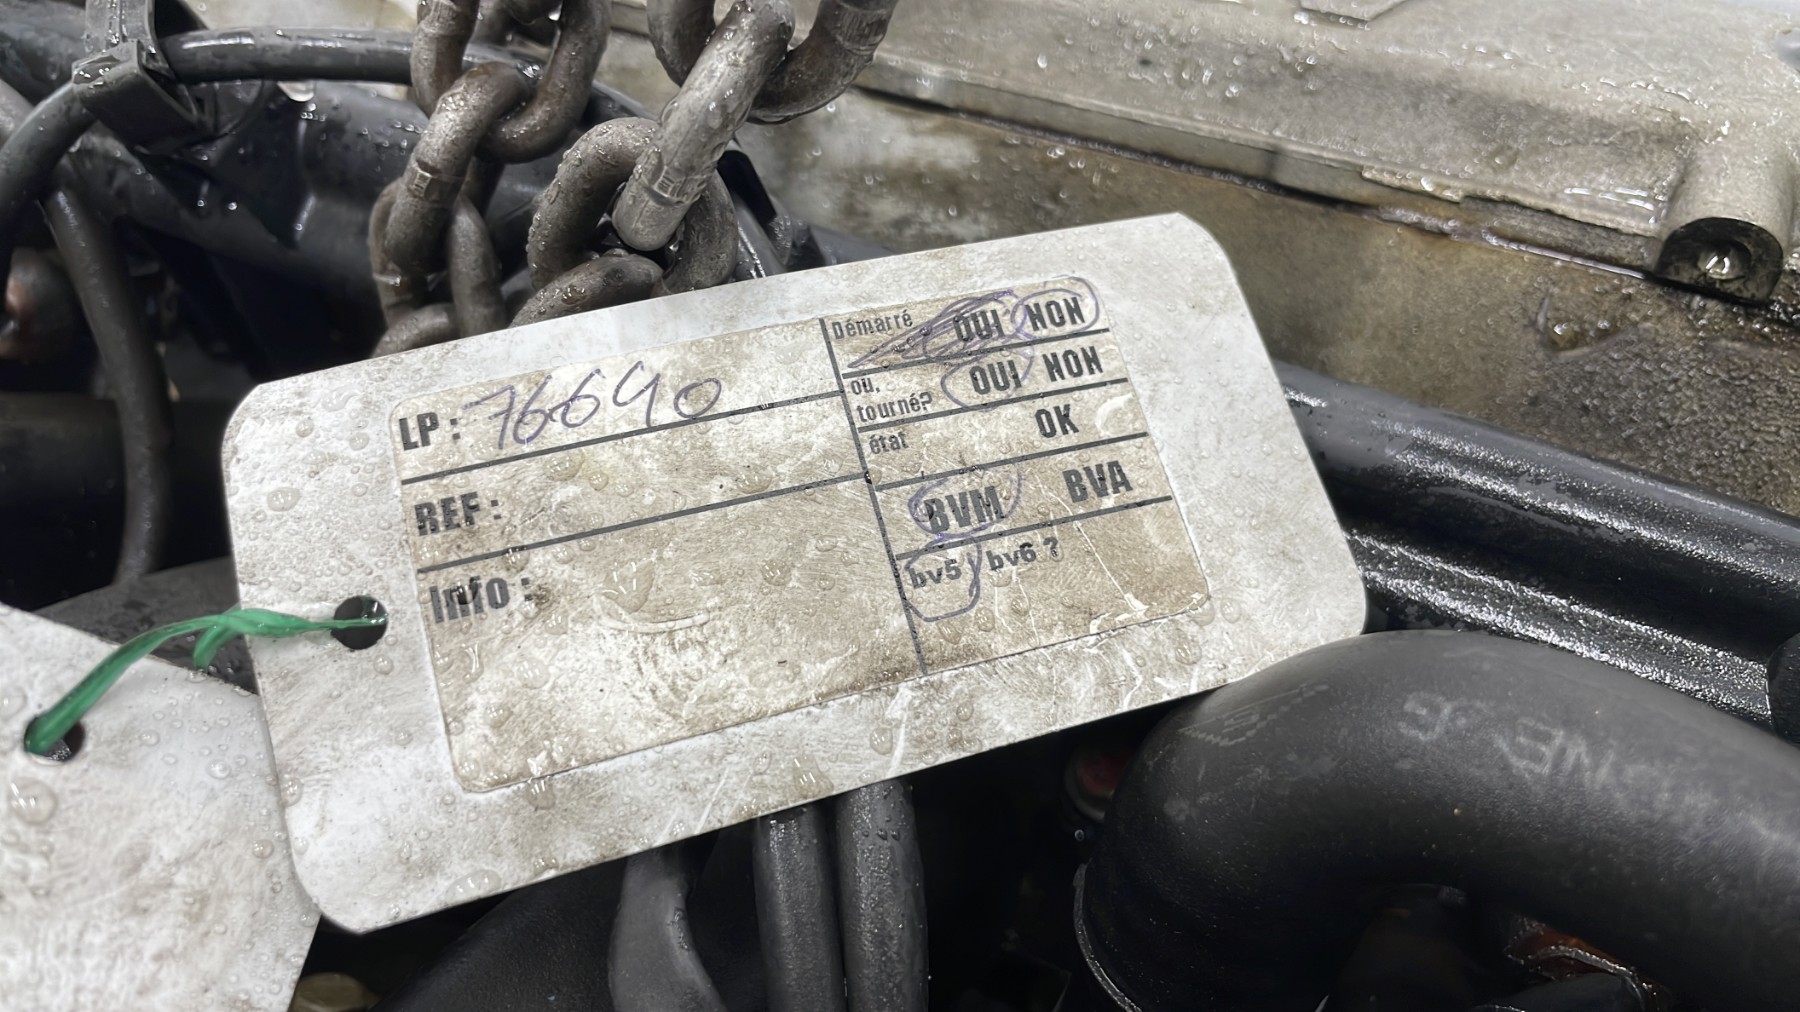 LP : 76640
REF :
Info :
Démarré OUI NON
ou, tourné? OUI NON
état OK
BVM BVA
bv5 / bv6 ?